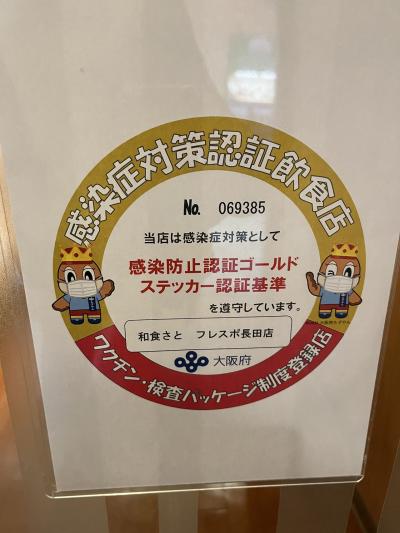 感染症対策認証飲食店
No. 069385
当店は感染症対策として
感染防止認証ゴールド
ステッカー認証基準
を遵守しています。
和食さと フレスポ長田店
大阪府
ワクチン・検査パッケージ制度登録店